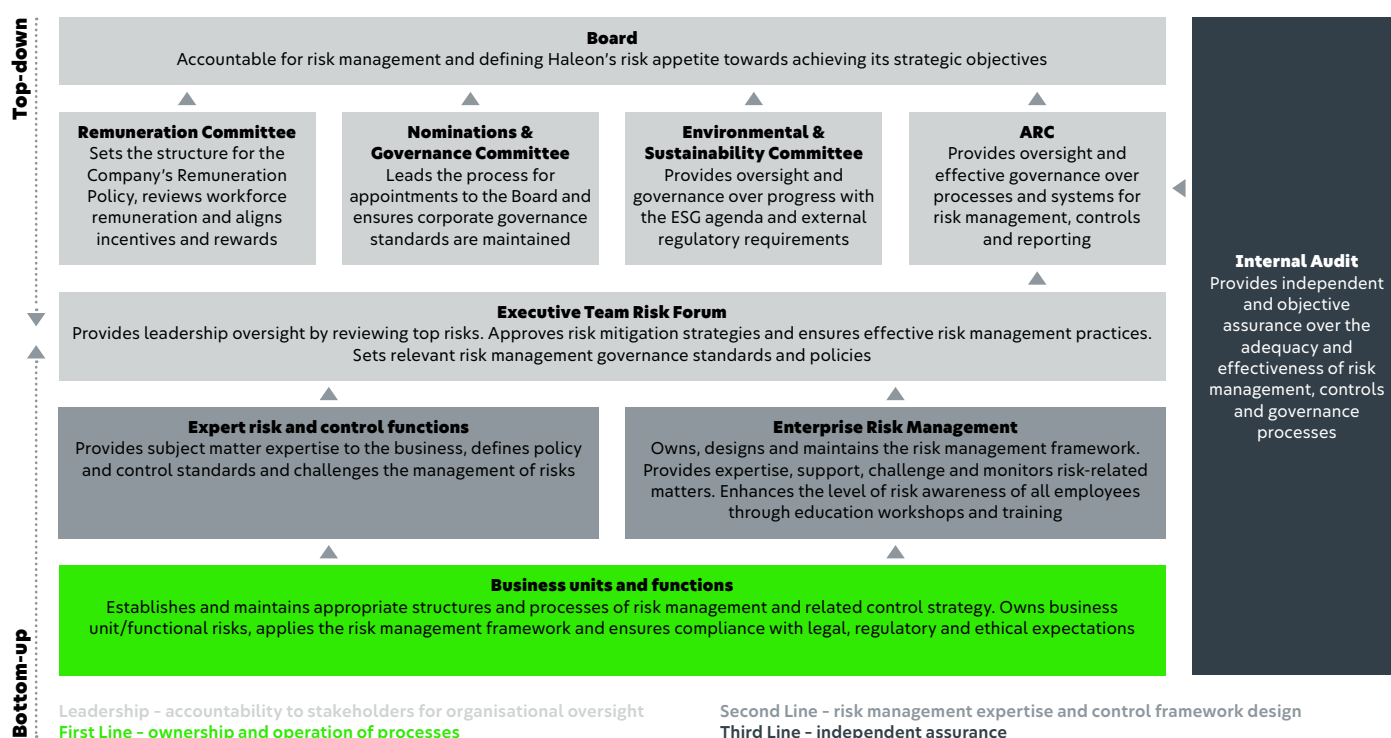 Top-down
Board
Accountable for risk management and defining Haleon's risk appetite towards achieving its strategic objectives
Remuneration Committee
Sets the structure for the
Company's Remuneration
Policy, reviews workforce
remuneration and aligns
incentives and rewards
Nominations &
Governance Committee
Leads the process for
appointments to the Board and
ensures corporate governance
standards are maintained
Environmental &
Sustainability Committee
Provides oversight and
governance over progress with
the ESG agenda and external
regulatory requirements
ARC
Provides oversight and
effective governance over
processes and systems for
risk management, controls
and reporting
Internal Audit
Provides independent
and objective
assurance over the
adequacy and
effectiveness of risk
management, controls
and governance
processes
Executive Team Risk Forum
Provides leadership oversight by reviewing top risks. Approves risk mitigation strategies and ensures effective risk management practices.
Sets relevant risk management governance standards and policies
Expert risk and control functions
Provides subject matter expertise to the business, defines policy
and control standards and challenges the management of risks
Enterprise Risk Management
Owns, designs and maintains the risk management framework.
Provides expertise, support, challenge and monitors risk-related
matters. Enhances the level of risk awareness of all employees
through education workshops and training
Business units and functions
Establishes and maintains appropriate structures and processes of risk management and related control strategy. Owns business
unit/functional risks, applies the risk management framework and ensures compliance with legal, regulatory and ethical expectations
Bottom-up
Leadership – accountability to stakeholders for organisational oversight
First Line – ownership and operation of processes
Second Line – risk management expertise and control framework design
Third Line – independent assurance